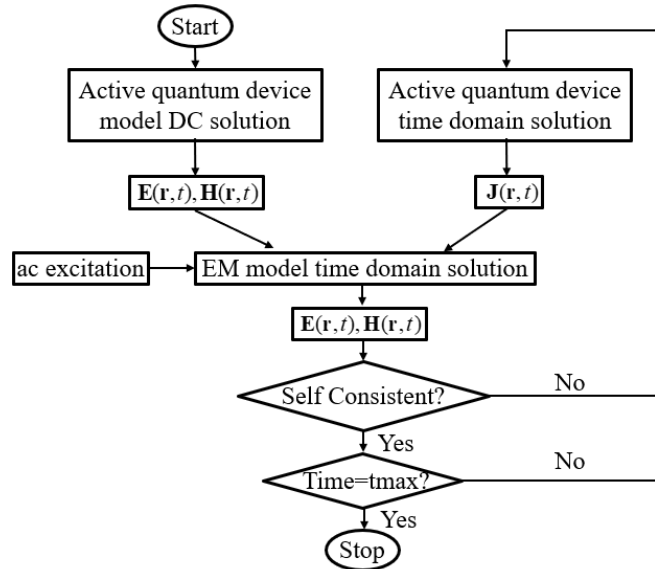 Start
Active quantum device
model DC solution
Active quantum device
time domain solution
E(r,t),H(r,t)
J(r,t)
ac excitation
EM model time domain solution
E(r,t),H(r,t)
Self Consistent?
No
Yes
Time=tmax?
No
Yes
Stop